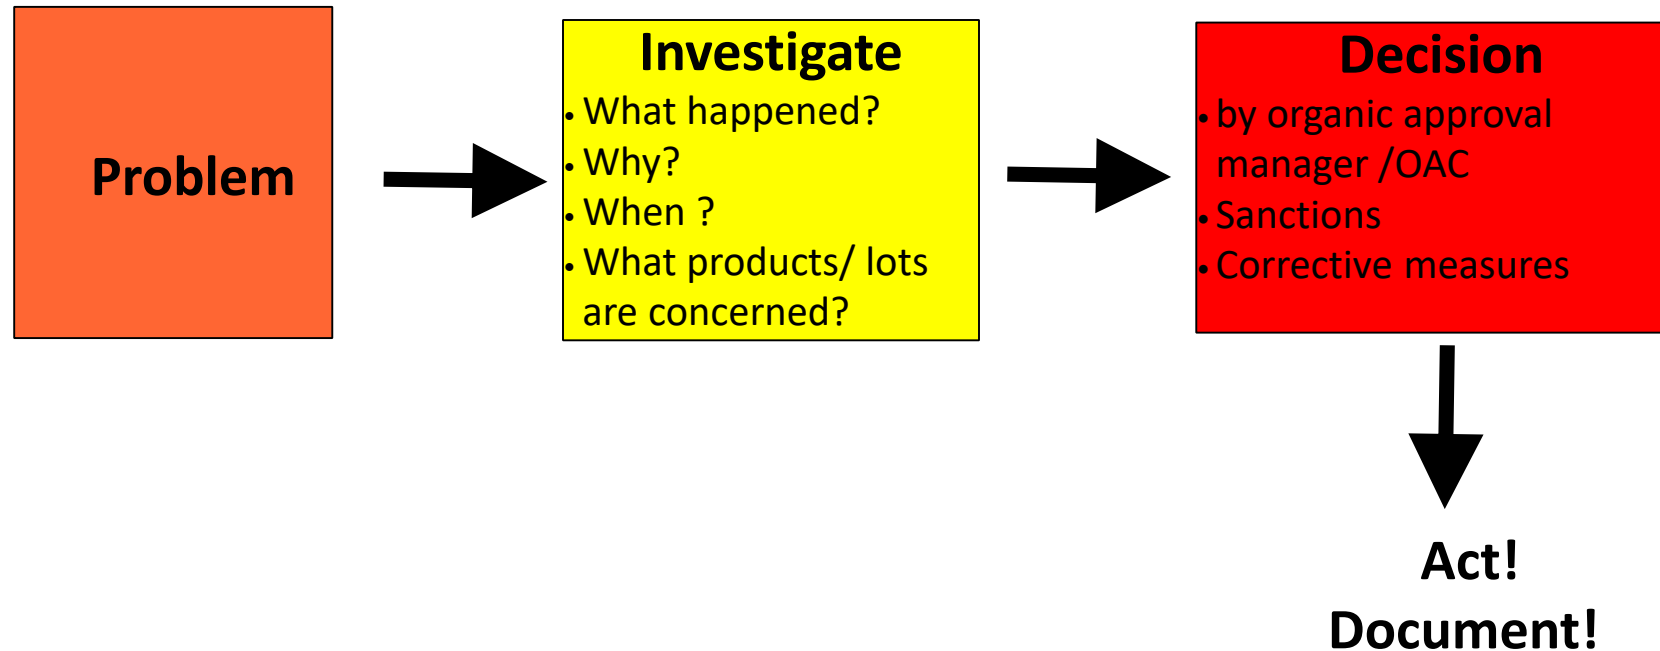 Problem
Investigate
• What happened?
• Why?
• When ?
• What products/ lots
are concerned?
Decision
• by organic approval
manager /OAC
• Sanctions
• Corrective measures
Act!
Document!